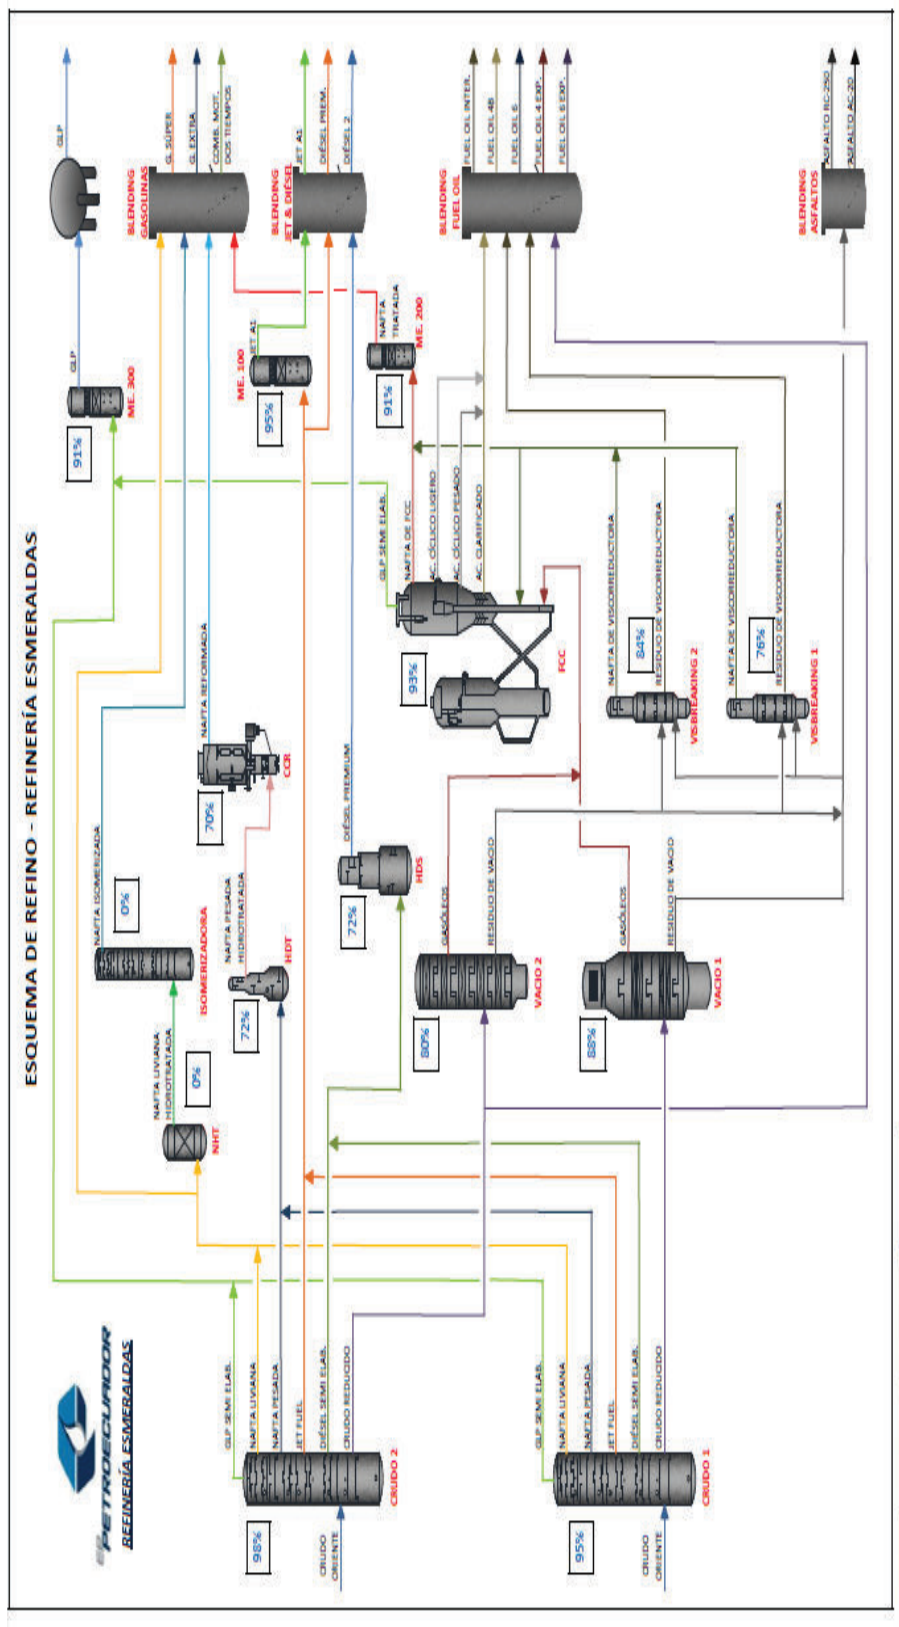 ESQUEMA DE REFINO - REFINERÍA ESMERALDAS
EP PETROECUADOR
REFINERÍA ESMERALDAS
CRUDO
ORIENTE
98%
CRUDO 2
GLP SEMI ELAB.
NAFTA LIVIANA
NAFTA PESADA
JET FUEL
DIÉSEL SEMI ELAB.
CRUDO REDUCIDO
CRUDO
ORIENTE
95%
CRUDO 1
GLP SEMI ELAB.
NAFTA LIVIANA
NAFTA PESADA
JET FUEL
DIÉSEL SEMI ELAB.
CRUDO REDUCIDO
NHT
0%
NAFTA LIVIANA
HIDROTRATADA
ISOMERIZADORA
0%
NAFTA ISOMERIZADA
72%
HDT
NAFTA PESADA
HIDROTRATADA
70%
CCR
NAFTA REFORMADA
72%
HDS
DIÉSEL PREMIUM
80%
VACIO 2
GASÓLEOS
RESIDUO DE VACIO
88%
VACIO 1
GASÓLEOS
RESIDUO DE VACIO
93%
FCC
GLP SEMI ELAB.
NAFTA DE FCC
AC. CÍCLICO LIGERO
AC. CÍCLICO PESADO
AC. CLARIFICADO
84%
VISBREAKING 2
NAFTA DE VISCORREDUCTORA
RESIDUO DE VISCORREDUCTORA
76%
VISBREAKING 1
NAFTA DE VISCORREDUCTORA
RESIDUO DE VISCORREDUCTORA
91%
ME. 300
GLP
GLP
95%
ME. 100
JET A1
91%
ME. 200
NAFTA
TRATADA
BLENDING
GASOLINAS
G.SÚPER
G. EXTRA
COMB. MOT.
DOS TIEMPOS
BLENDING
JET & DIÉSEL
JET A1
DIÉSEL PREM.
DIÉSEL 2
BLENDING
FUEL OIL
FUEL OIL INTER.
FUEL OIL 4B
FUEL OIL 6
FUEL OIL 4 EXP.
FUEL OIL 6 EXP.
BLENDING
ASFALTOS
ASFALTO RC-250
ASFALTO AC-20